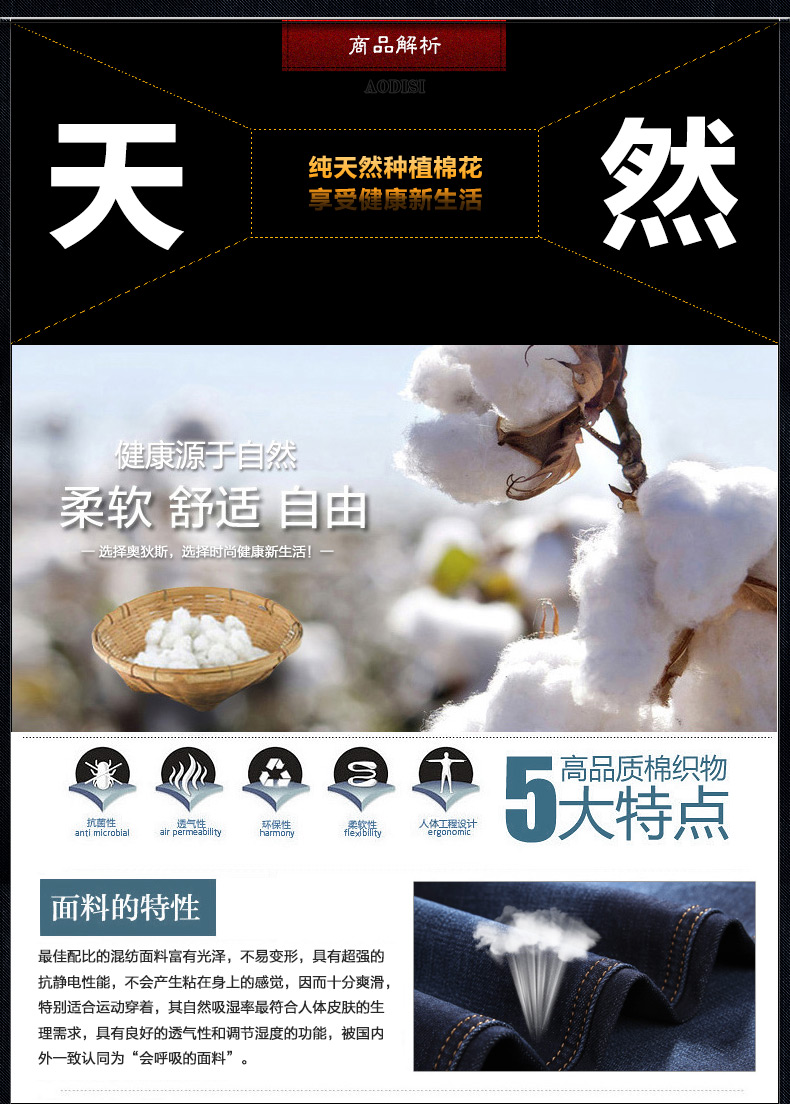 商品解析
AODISI
天
然
纯天然种植棉花
享受健康新生活
健康源于自然
柔软 舒适 自由
— 选择奥狄斯，选择时尚健康新生活！—
抗菌性
anti microbial
透气性
air permeability
环保性
harmony
柔软性
flexibility
人体工程设计
ergonomic
5
高品质棉织物
大特点
面料的特性
最佳配比的混纺面料富有光泽，不易变形，具有超强的
抗静电性能，不会产生粘在身上的感觉，因而十分爽滑，
特别适合运动穿着，其自然吸湿率最符合人体皮肤的生
理需求，具有良好的透气性和调节湿度的功能，被国内
外一致认同为“会呼吸的面料”。